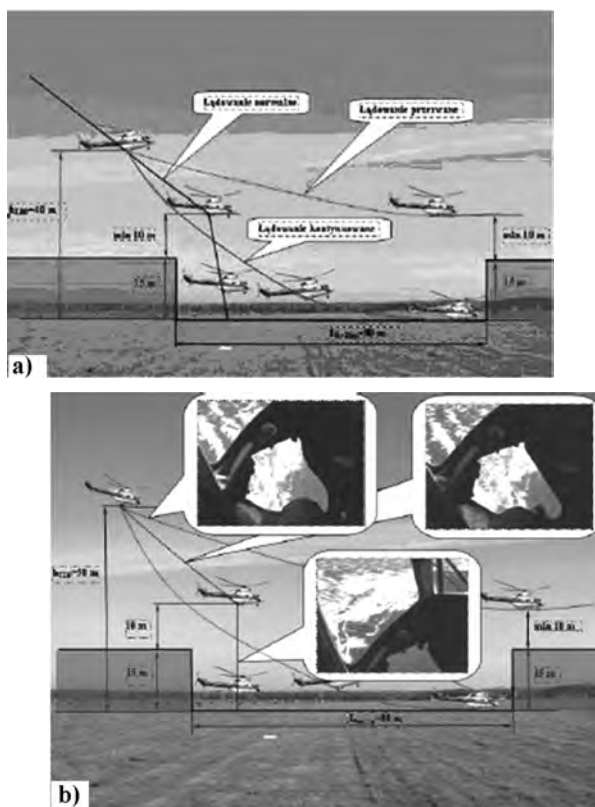 Lądowanie normalne
Lądowanie przerwane
min 10 m
min 10 m
Lądowanie kontynuowane
15 m
15 m
a)
10 m
min 10 m
15 m
15 m
b)